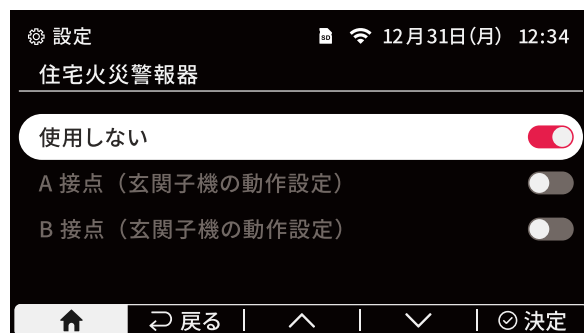 設定 SD 12月31日(月) 12:34
住宅火災警報器
使用しない
A 接点（玄関子機の動作設定）
B 接点（玄関子機の動作設定）
戻る 決定